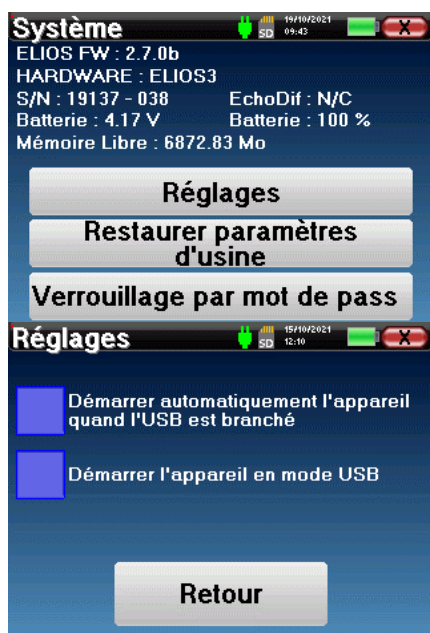 Système
SD
19/10/2021
09:43
X
ELIOS FW : 2.7.0b
HARDWARE : ELIOS3
S/N : 19137 - 038 EchoDif : N/C
Batterie : 4.17 V Batterie : 100 %
Mémoire Libre : 6872.83 Mo
Réglages
Restaurer paramètres
d'usine
Verrouillage par mot de pass
Réglages
SD
15/10/2021
12:10
X
Démarrer automatiquement l'appareil
quand l'USB est branché
Démarrer l'appareil en mode USB
Retour